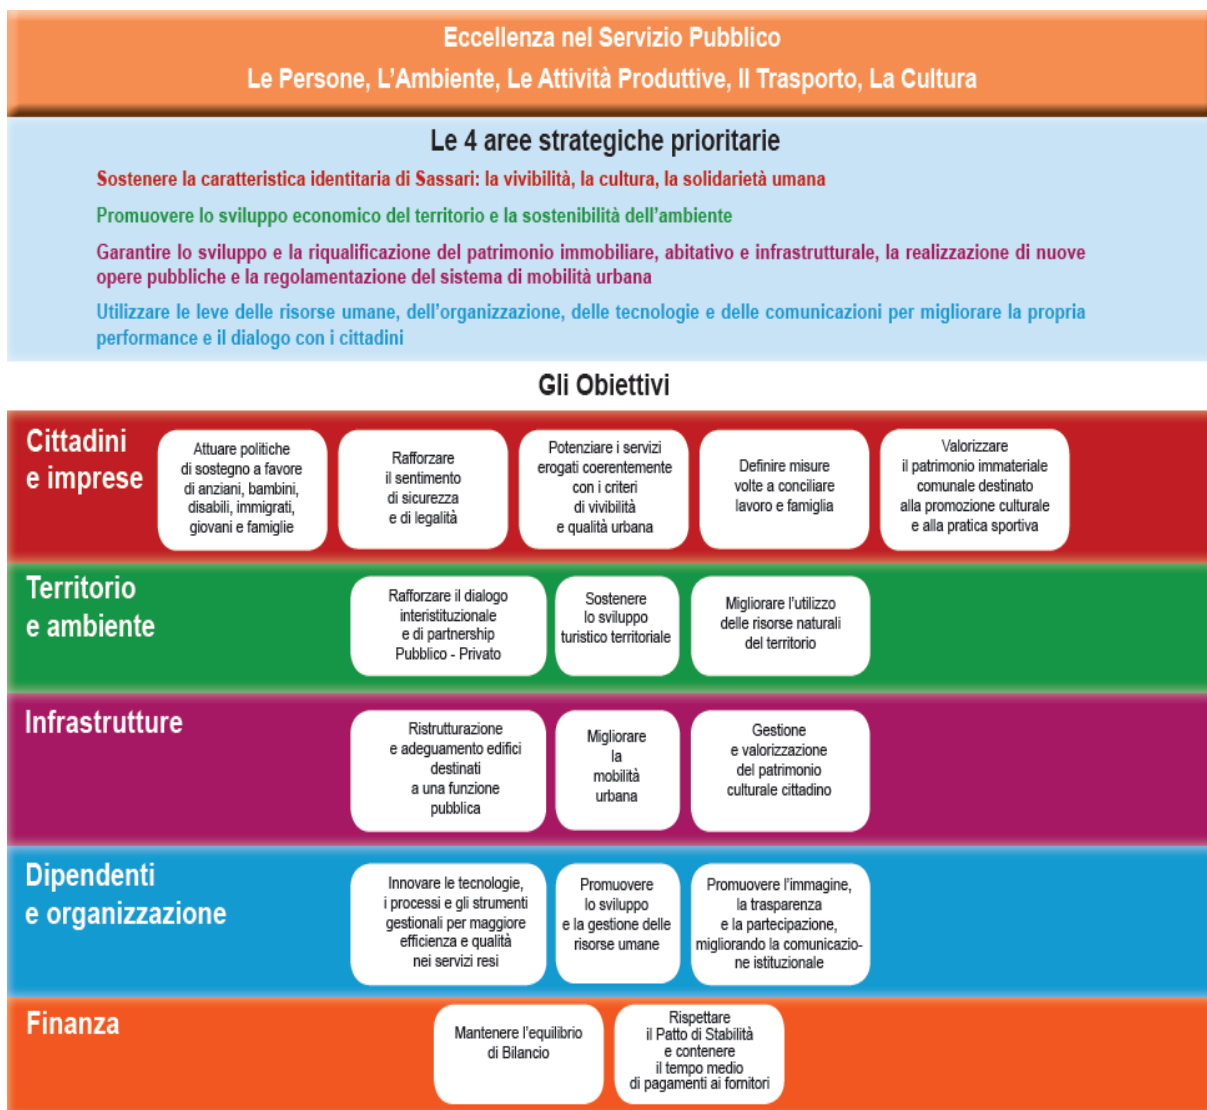 Eccellenza nel Servizio Pubblico
Le Persone, L'Ambiente, Le Attività Produttive, Il Trasporto, La Cultura
Le 4 aree strategiche prioritarie
Sostenere la caratteristica identitaria di Sassari: la vivibilità, la cultura, la solidarietà umana
Promuovere lo sviluppo economico del territorio e la sostenibilità dell'ambiente
Garantire lo sviluppo e la riqualificazione del patrimonio immobiliare, abitativo e infrastrutturale, la realizzazione di nuove
opere pubbliche e la regolamentazione del sistema di mobilità urbana
Utilizzare le leve delle risorse umane, dell'organizzazione, delle tecnologie e delle comunicazioni per migliorare la propria
performance e il dialogo con i cittadini
Gli Obiettivi
Cittadini
e imprese
Attuare politiche
di sostegno a favore
di anziani, bambini,
disabili, immigrati,
giovani e famiglie
Rafforzare
il sentimento
di sicurezza
e di legalità
Potenziare i servizi
erogati coerentemente
con i criteri
di vivibilità
e qualità urbana
Definire misure
volte a conciliare
lavoro e famiglia
Valorizzare
il patrimonio immateriale
comunale destinato
alla promozione culturale
e alla pratica sportiva
Territorio
e ambiente
Rafforzare il dialogo
interistituzionale
e di partnership
Pubblico - Privato
Sostenere
lo sviluppo
turistico territoriale
Migliorare l'utilizzo
delle risorse naturali
del territorio
Infrastrutture
Ristrutturazione
e adeguamento edifici
destinati
a una funzione
pubblica
Migliorare
la
mobilità
urbana
Gestione
e valorizzazione
del patrimonio
culturale cittadino
Dipendenti
e organizzazione
Innovare le tecnologie,
i processi e gli strumenti
gestionali per maggiore
efficienza e qualità
nei servizi resi
Promuovere
lo sviluppo
e la gestione delle
risorse umane
Promuovere l'immagine,
la trasparenza
e la partecipazione,
migliorando la comunicazio-
ne istituzionale
Finanza
Mantenere l'equilibrio
di Bilancio
Rispettare
il Patto di Stabilità
e contenere
il tempo medio
di pagamenti ai fornitori